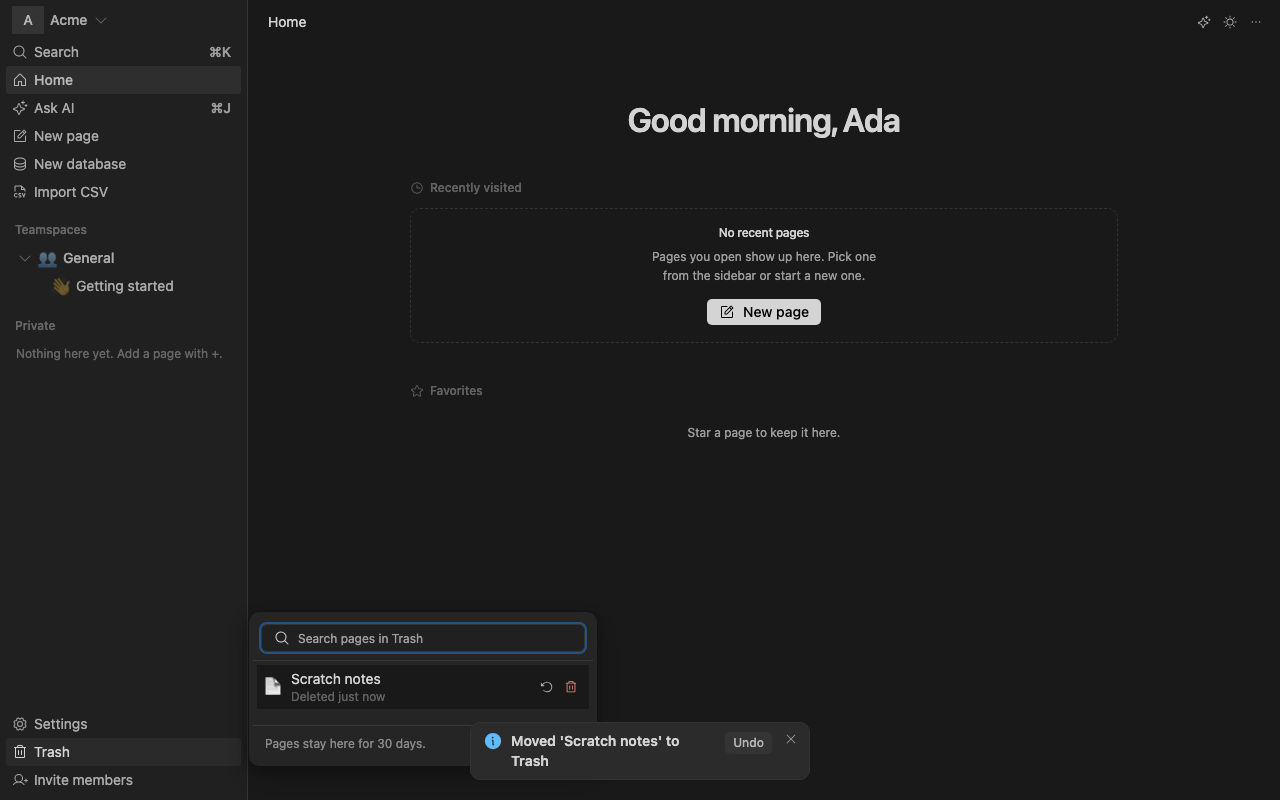 A Acme
Search ⌘K
Home
Ask AI ⌘J
New page
New database
Import CSV
Teamspaces
General
Getting started
Private
Nothing here yet. Add a page with +.
Settings
Trash
Invite members
Home
Good morning, Ada
Recently visited
No recent pages
Pages you open show up here. Pick one
from the sidebar or start a new one.
New page
Favorites
Star a page to keep it here.
Search pages in Trash
Scratch notes
Deleted just now
Pages stay here for 30 days.
Moved 'Scratch notes' to
Trash
Undo